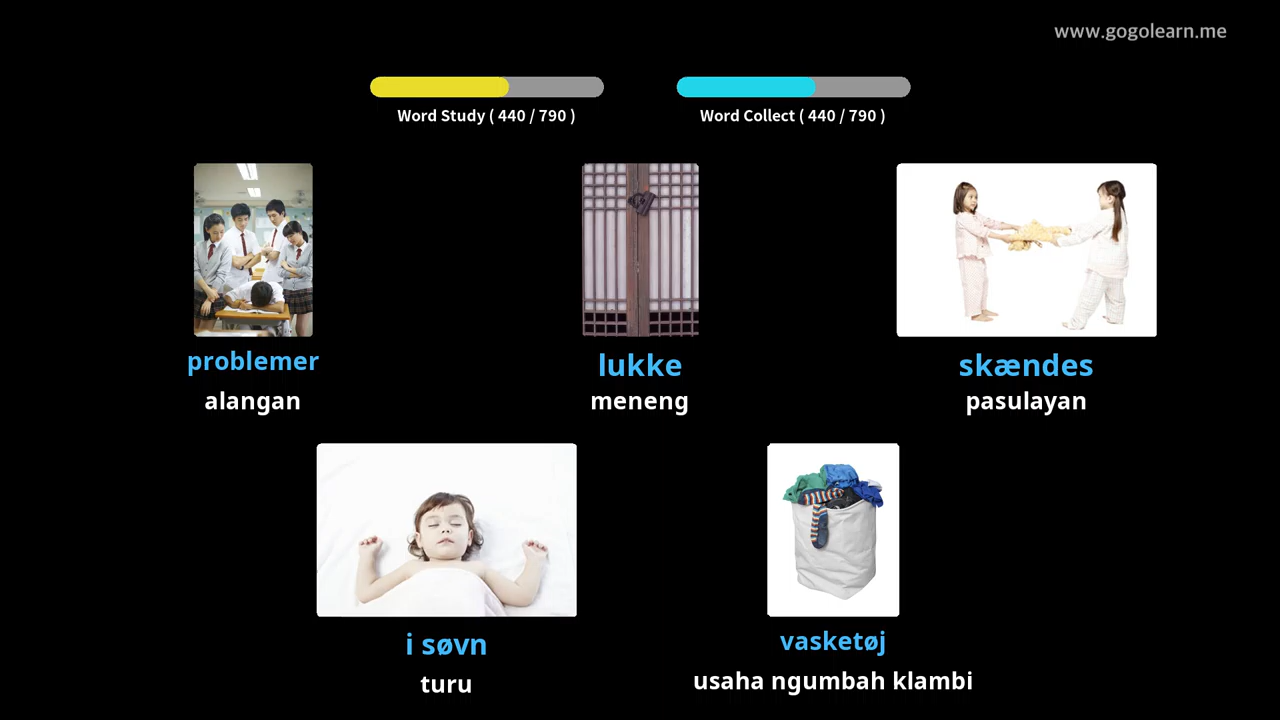 www.gogolearn.me
Word Study ( 440 / 790 )
Word Collect ( 440 / 790 )
problemer
alangan
lukke
meneng
skændes
pasulayan
i søvn
turu
vasketøj
usaha ngumbah klambi